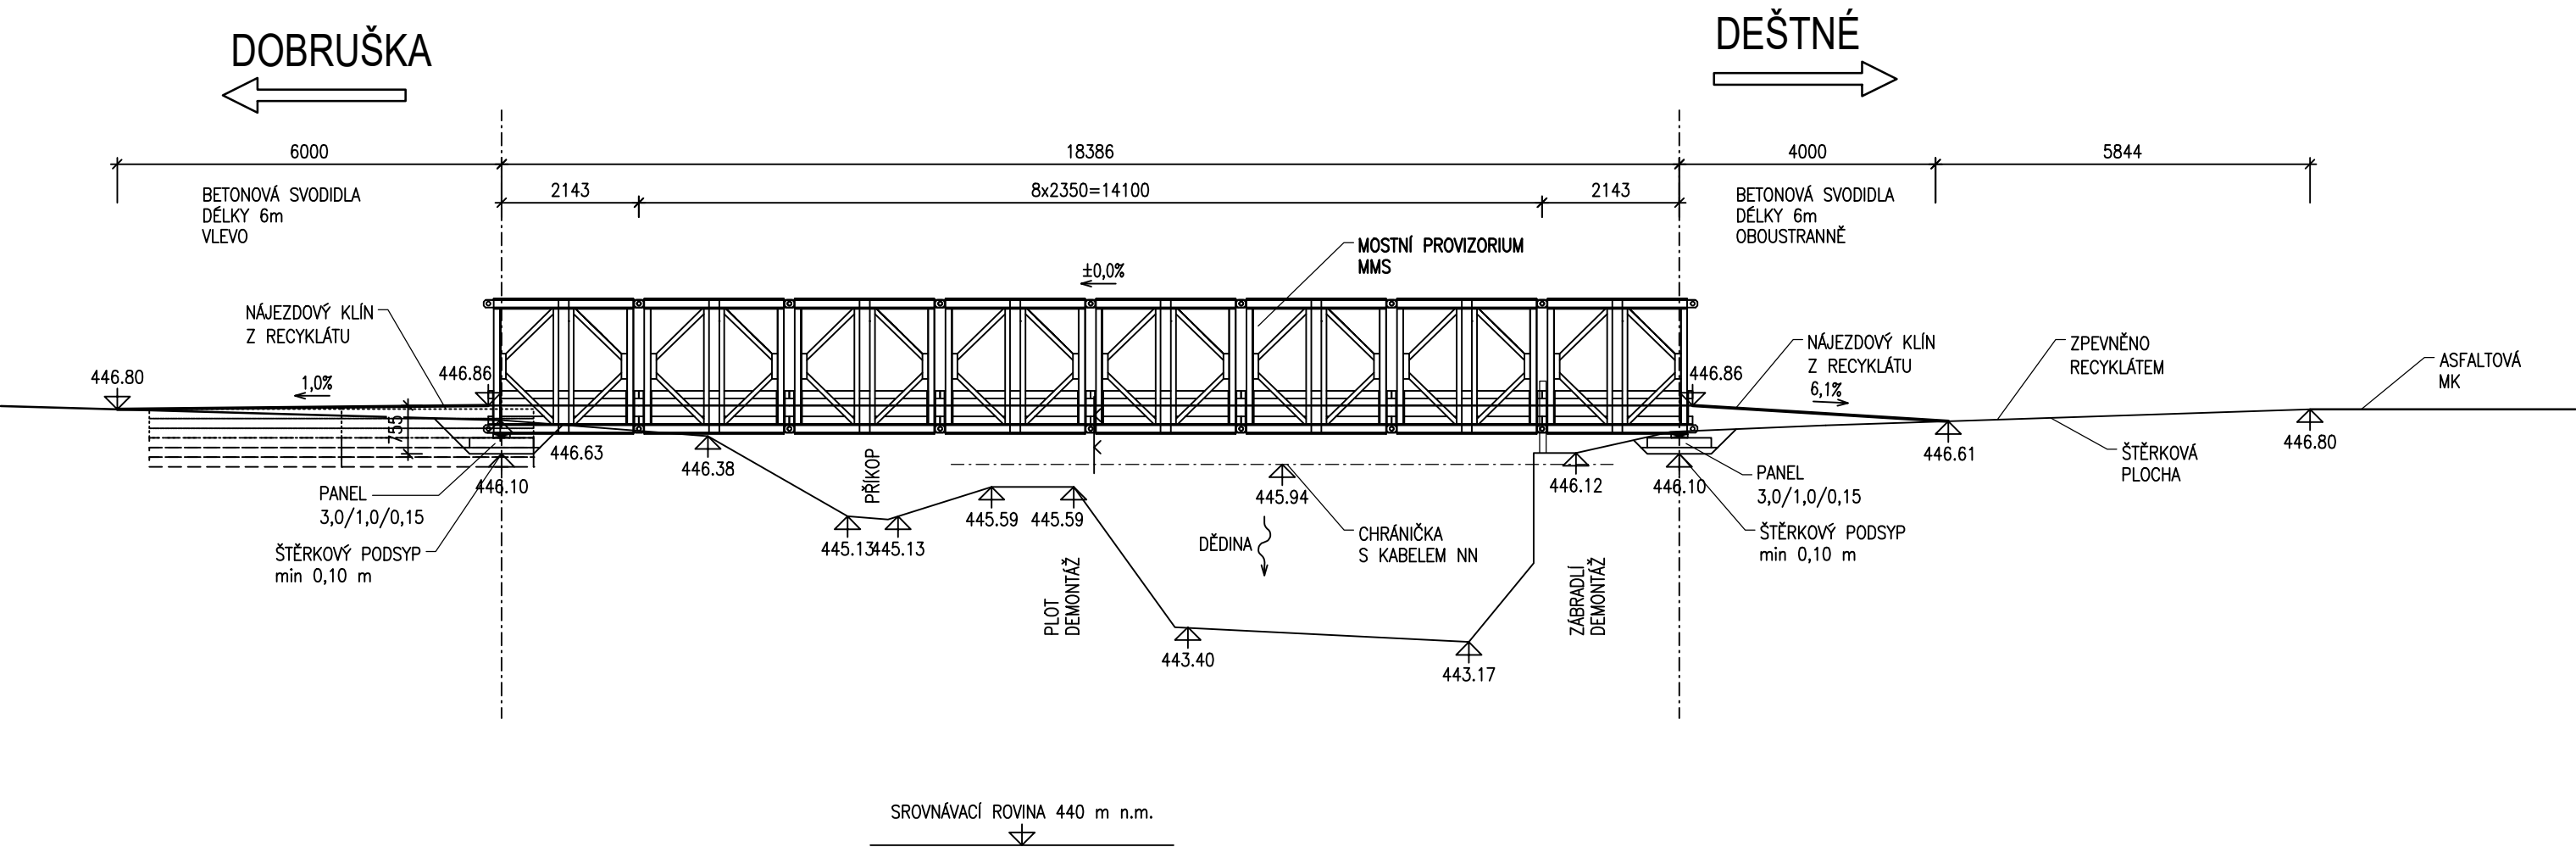 DOBRUŠKA
DEŠTNÉ
6000
18386
4000
5844
2143
8x2350=14100
2143
BETONOVÁ SVODIDLA
DÉLKY 6m
VLEVO
BETONOVÁ SVODIDLA
DÉLKY 6m
OBOUSTRANNĚ
MOSTNÍ PROVIZORIUM
MMS
±0,0%
NÁJEZDOVÝ KLÍN
Z RECYKLÁTU
NÁJEZDOVÝ KLÍN
Z RECYKLÁTU
6,1%
ZPEVNĚNO
RECYKLÁTEM
ASFALTOVÁ
MK
446.80
1,0%
446.86
446.86
755
446.63
446.38
446.10
PŘÍKOP
445.13
445.13
445.59
445.59
445.94
446.12
446.10
446.61
446.80
ŠTĚRKOVÁ
PLOCHA
PANEL
3,0/1,0/0,15
ŠTĚRKOVÝ PODSYP
min 0,10 m
PLOT
DEMONTÁŽ
DĚDINA
CHRÁNIČKA
S KABELEM NN
ZÁBRADLÍ
DEMONTÁŽ
PANEL
3,0/1,0/0,15
ŠTĚRKOVÝ PODSYP
min 0,10 m
443.40
443.17
SROVNÁVACÍ ROVINA 440 m n.m.